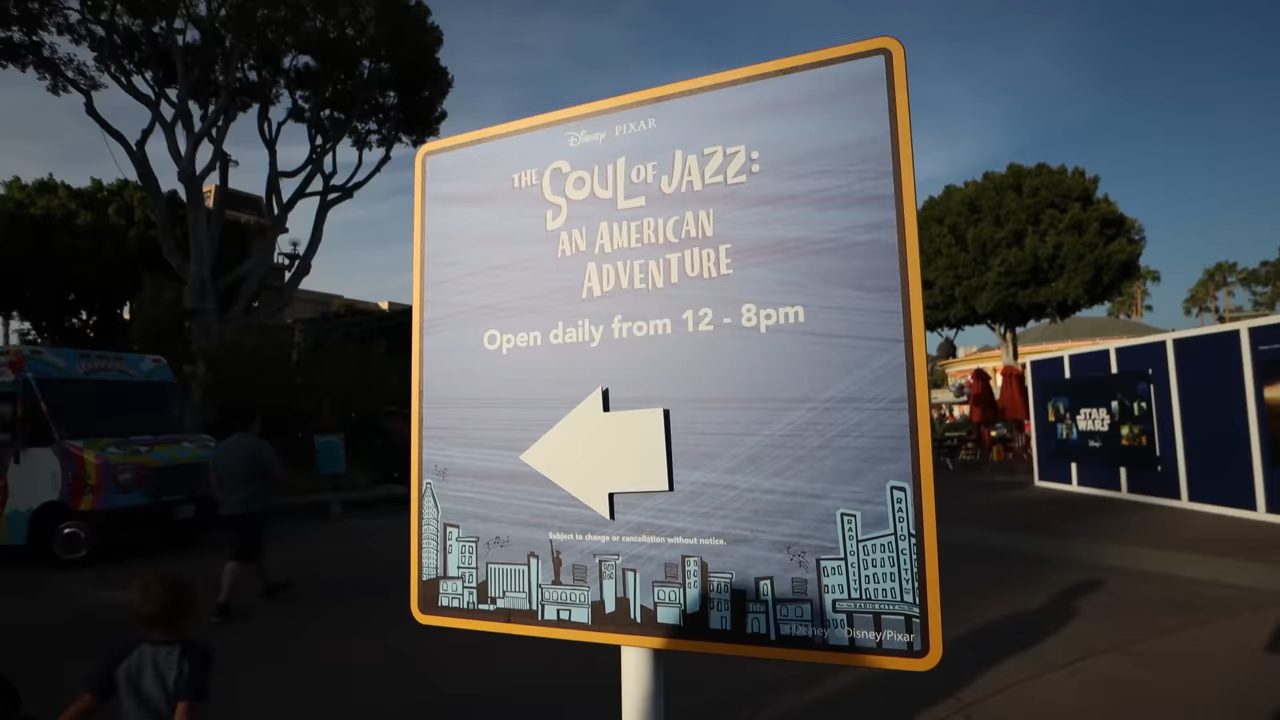 Disney · PIXAR
THE SOUL OF JAZZ:
AN AMERICAN
ADVENTURE
Open daily from 12 - 8pm
Subject to change or cancellation without notice.
RADIO CITY
RADIO CITY
RADIO CITY
©Disney ©Disney/Pixar
STAR
WARS
Disney